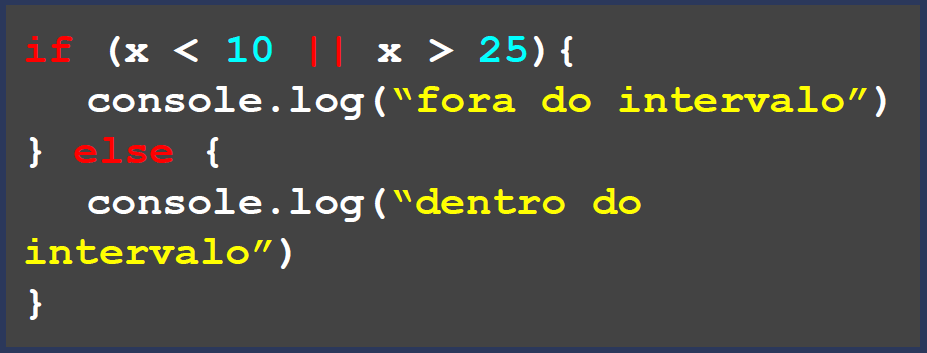 if (x < 10 || x > 25){
console.log(“fora do intervalo”)
} else {
console.log(“dentro do
intervalo”)
}